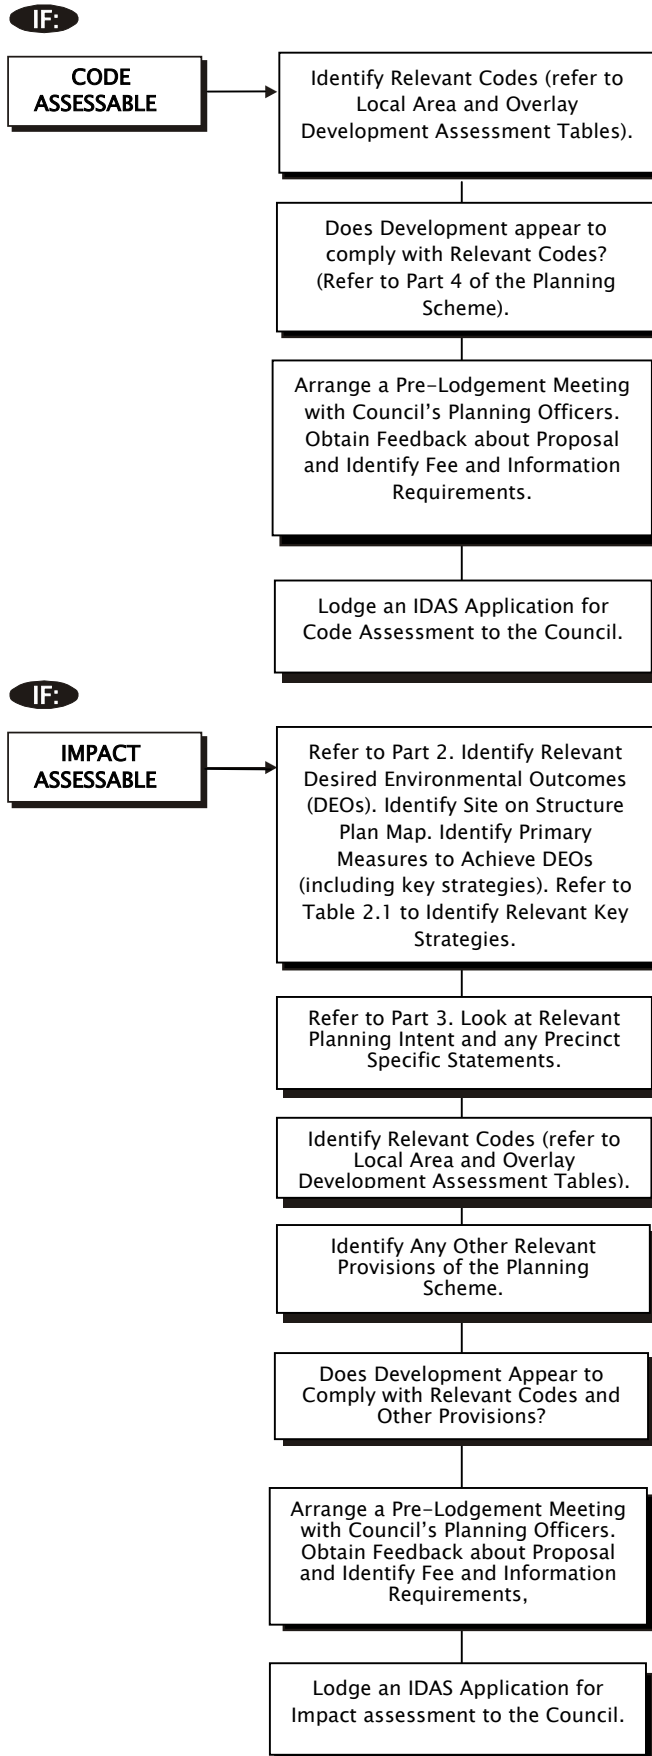 IF:
CODE
ASSESSABLE
Identify Relevant Codes (refer to
Local Area and Overlay
Development Assessment Tables).
Does Development appear to
comply with Relevant Codes?
(Refer to Part 4 of the Planning
Scheme).
Arrange a Pre-Lodgement Meeting
with Council's Planning Officers.
Obtain Feedback about Proposal
and Identify Fee and Information
Requirements.
Lodge an IDAS Application for
Code Assessment to the Council.
IF:
IMPACT
ASSESSABLE
Refer to Part 2. Identify Relevant
Desired Environmental Outcomes
(DEOs). Identify Site on Structure
Plan Map. Identify Primary
Measures to Achieve DEOs
(including key strategies). Refer to
Table 2.1 to Identify Relevant Key
Strategies.
Refer to Part 3. Look at Relevant
Planning Intent and any Precinct
Specific Statements.
Identify Relevant Codes (refer to
Local Area and Overlay
Development Assessment Tables).
Identify Any Other Relevant
Provisions of the Planning
Scheme.
Does Development Appear to
Comply with Relevant Codes and
Other Provisions?
Arrange a Pre-Lodgement Meeting
with Council's Planning Officers.
Obtain Feedback about Proposal
and Identify Fee and Information
Requirements,
Lodge an IDAS Application for
Impact assessment to the Council.